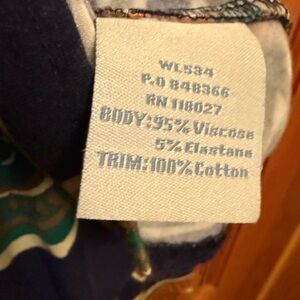 WL534
P.O 848366
RN 118027
BODY:95% Viscose
5% Elastane
TRIM:100% Cotton